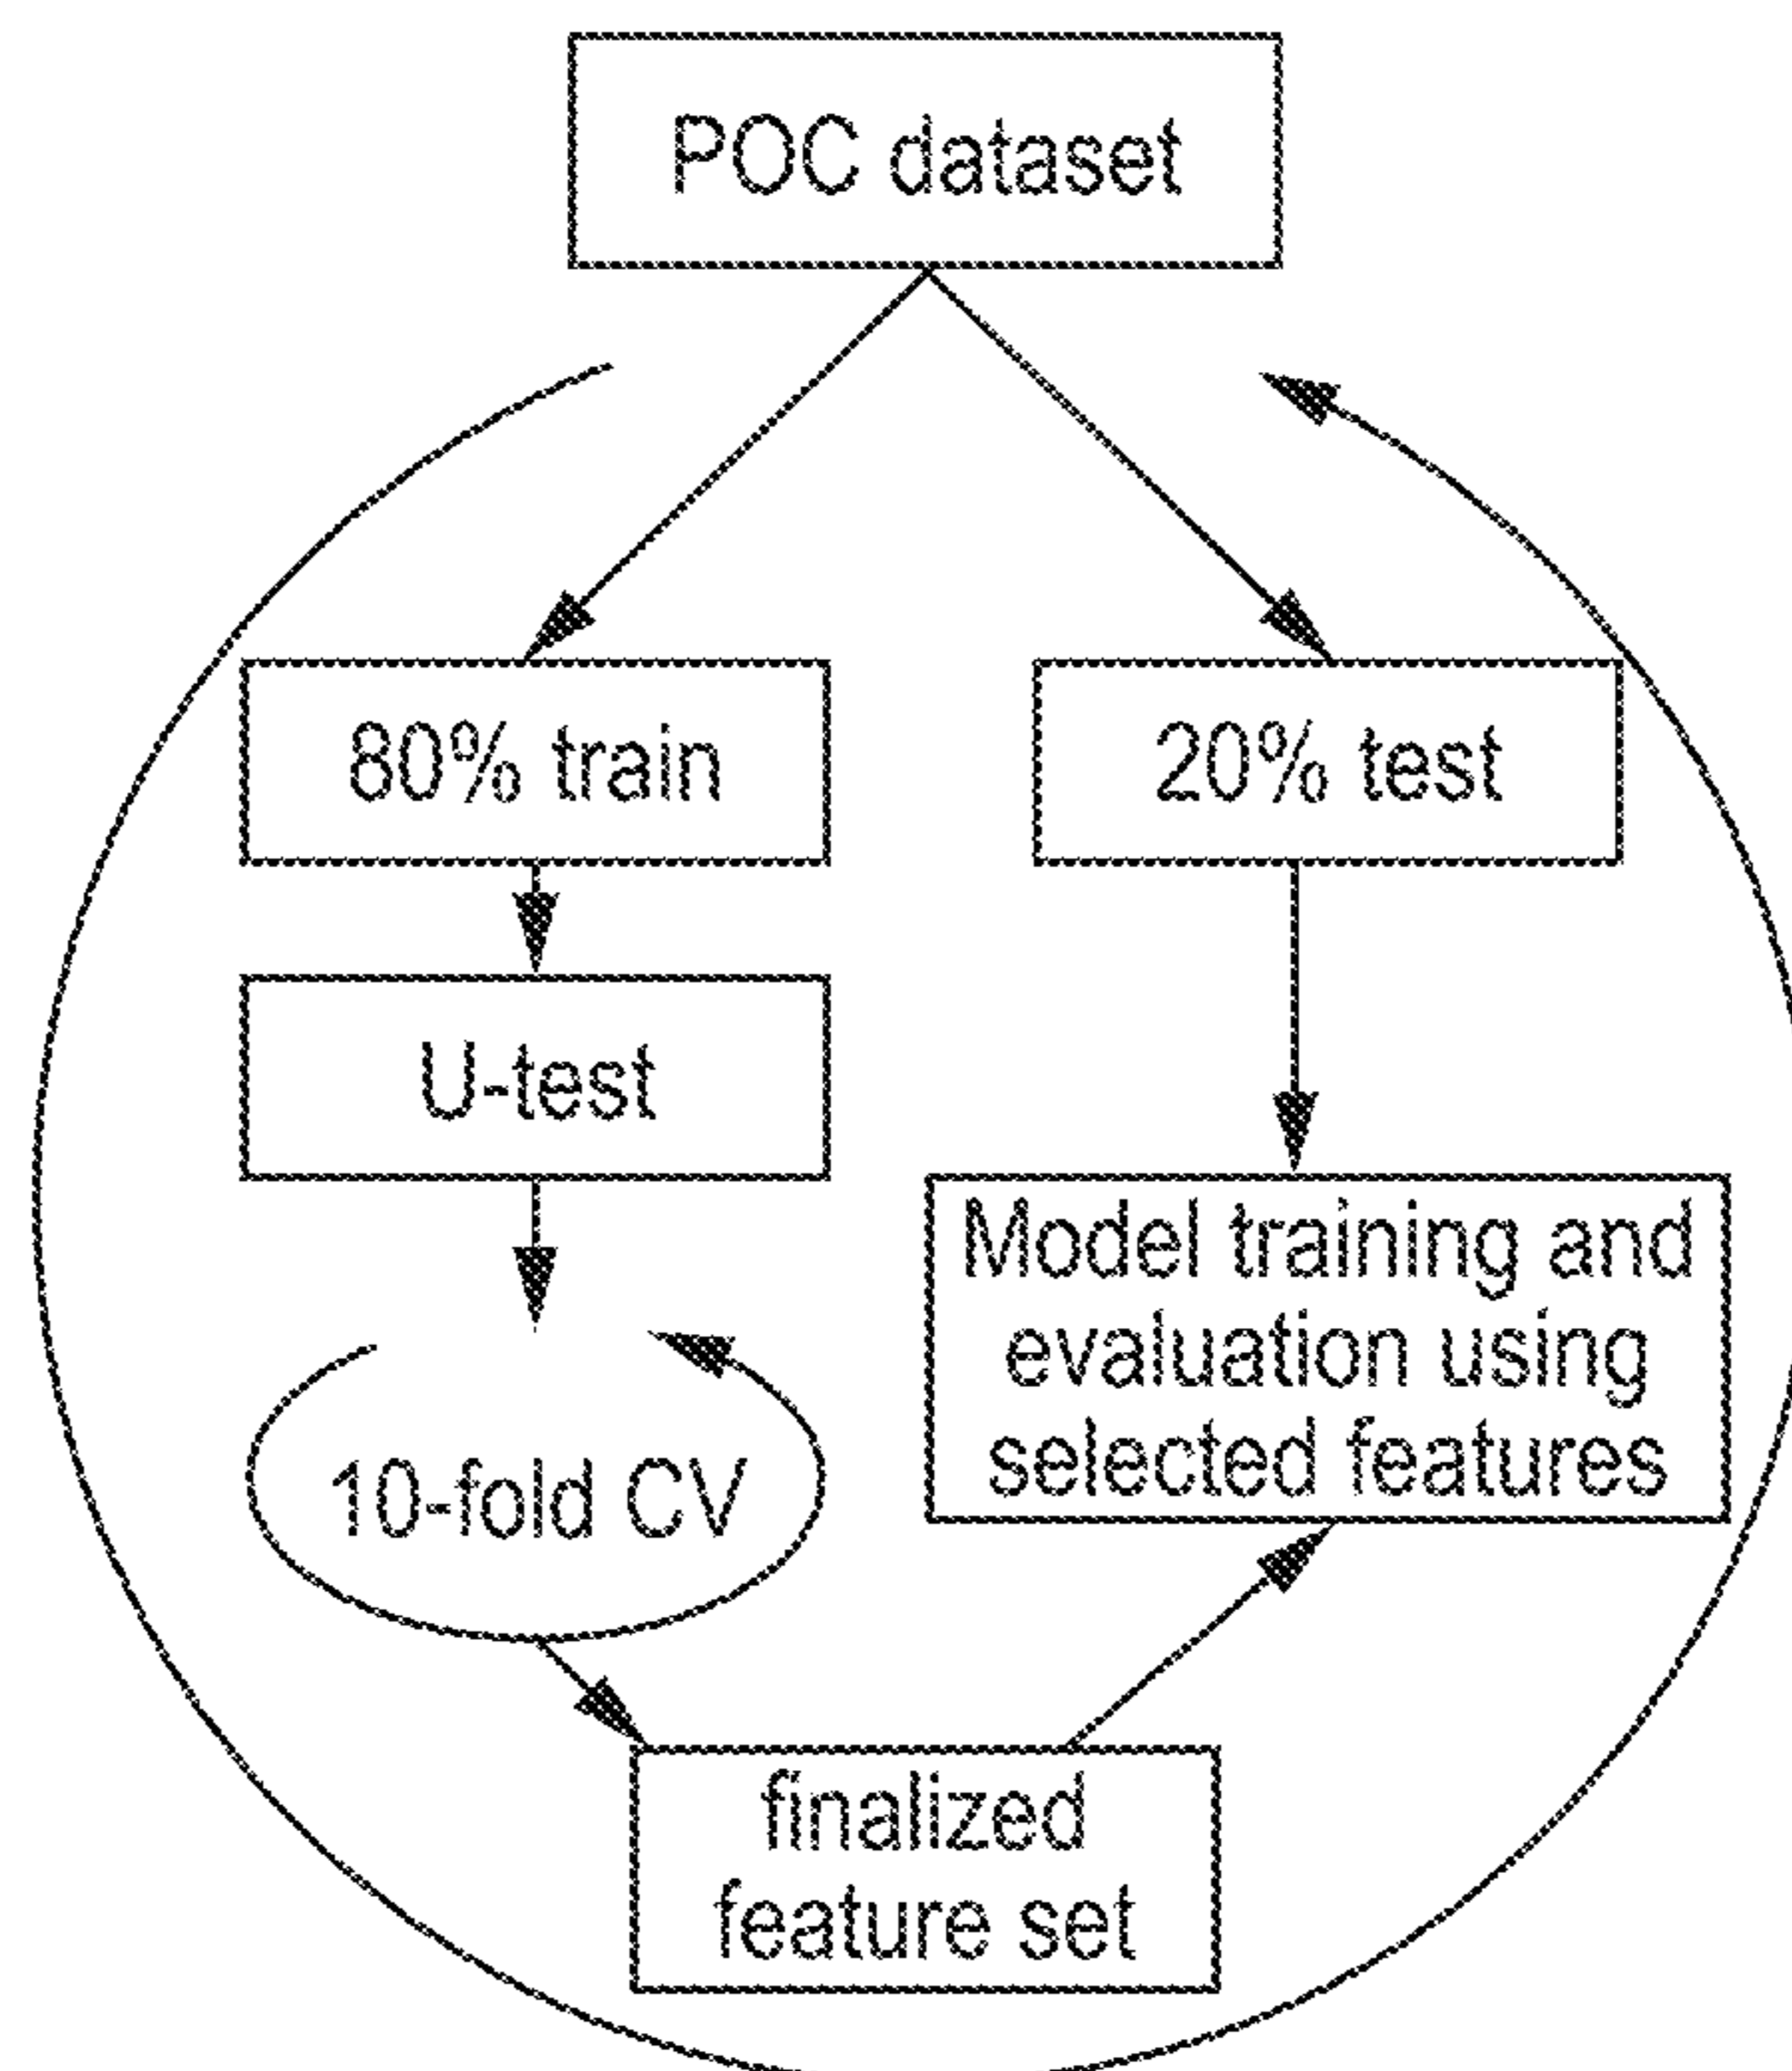 POC dataset
80% train
20% test
U-test
Model training and
evaluation using
selected features
10-fold CV
finalized
feature set